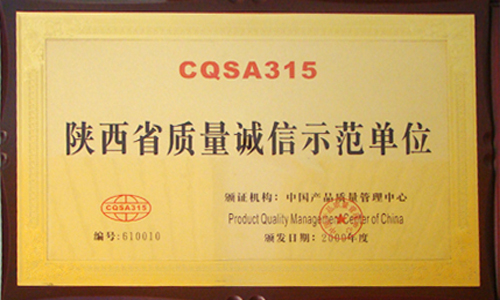 CQSA315
陕西省质量诚信示范单位
颁证机构：中国产品质量管理中心
CQSA315
Product Quality Management Center of China
编号：610010
颁发日期：2009年度